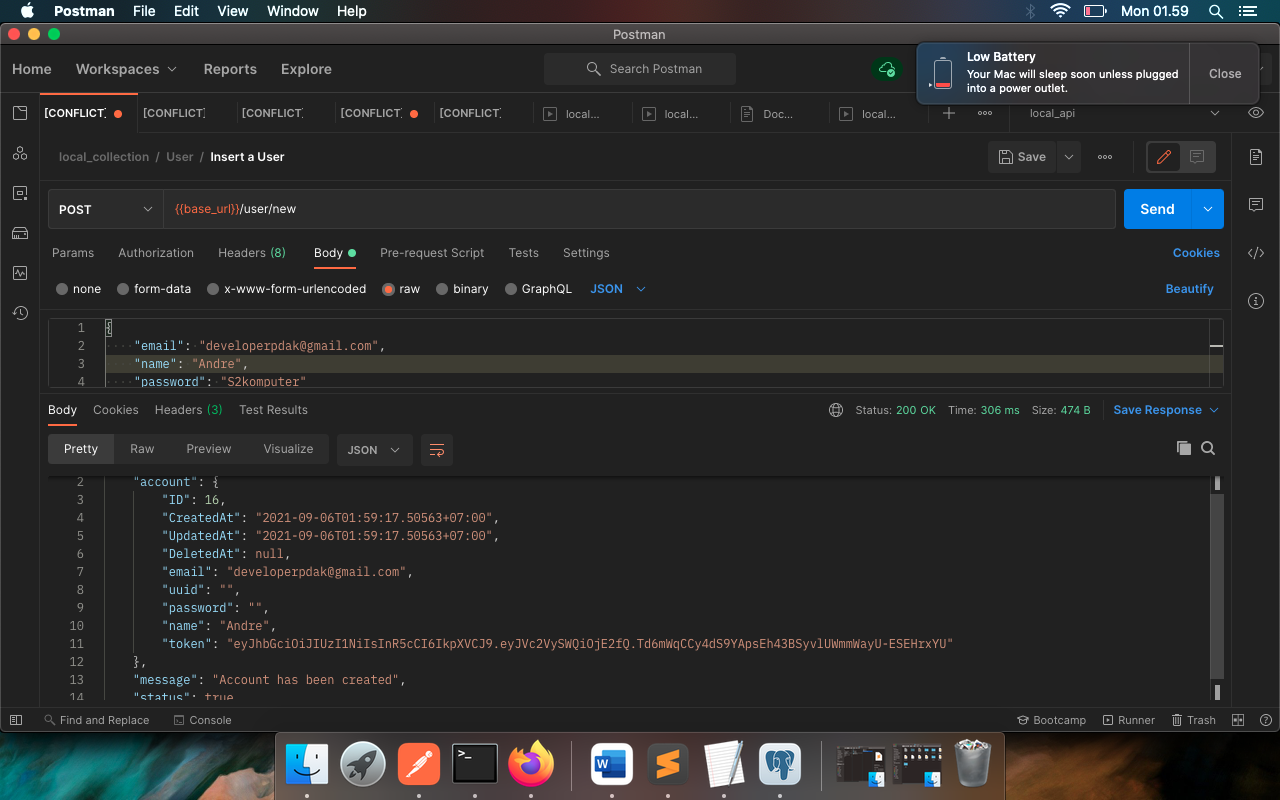 Postman File Edit View Window Help Mon 01.59
Postman
Home Workspaces Reports Explore Search Postman
Low Battery
Your Mac will sleep soon unless plugged
into a power outlet.
Close
[CONFLICT] [CONFLICT] [CONFLICT] [CONFLICT] [CONFLICT] local... local... Doc... local... + ooo local_api
local_collection / User / Insert a User Save ooo
POST {{base_url}}/user/new Send
Params Authorization Headers (8) Body Pre-request Script Tests Settings Cookies
none form-data x-www-form-urlencoded raw binary GraphQL JSON Beautify
1 {
2 "email": "developerpdak@gmail.com",
3 "name": "Andre",
4 "password": "S2komputer"
Body Cookies Headers (3) Test Results Status: 200 OK Time: 306 ms Size: 474 B Save Response
Pretty Raw Preview Visualize JSON
2 "account": {
3 "ID": 16,
4 "CreatedAt": "2021-09-06T01:59:17.50563+07:00",
5 "UpdatedAt": "2021-09-06T01:59:17.50563+07:00",
6 "DeletedAt": null,
7 "email": "developerpdak@gmail.com",
8 "uuid": "",
9 "password": "",
10 "name": "Andre",
11 "token": "eyJhbGciOiJIUzI1NiIsInR5cCI6IkpXVCJ9.eyJVc2VySWQiOjE2fQ.Td6mWqCCy4dS9YApsEh43BSyvlUWmmWayU-ESEHrxYU"
12 },
13 "message": "Account has been created",
14 "status": true
Find and Replace Console Bootcamp Runner Trash